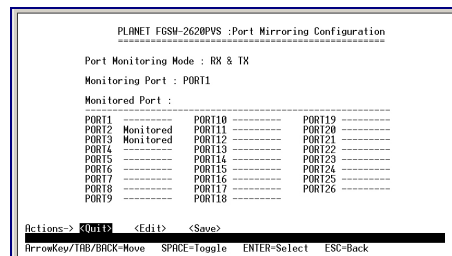 PLANET FGSW-2620PVS :Port Mirroring Configuration
==================================================
Port Monitoring Mode : RX & TX
Monitoring Port : PORT1
Monitored Port :
------------------------------------------------------------
PORT1 --------- PORT10 --------- PORT19 ---------
PORT2 Monitored PORT11 --------- PORT20 ---------
PORT3 Monitored PORT12 --------- PORT21 ---------
PORT4 --------- PORT13 --------- PORT22 ---------
PORT5 --------- PORT14 --------- PORT23 ---------
PORT6 --------- PORT15 --------- PORT24 ---------
PORT7 --------- PORT16 --------- PORT25 ---------
PORT8 --------- PORT17 --------- PORT26 ---------
PORT9 --------- PORT18 ---------
Actions-> <Quit> <Edit> <Save>
ArrowKey/TAB/BACK=Move SPACE=Toggle ENTER=Select ESC=Back